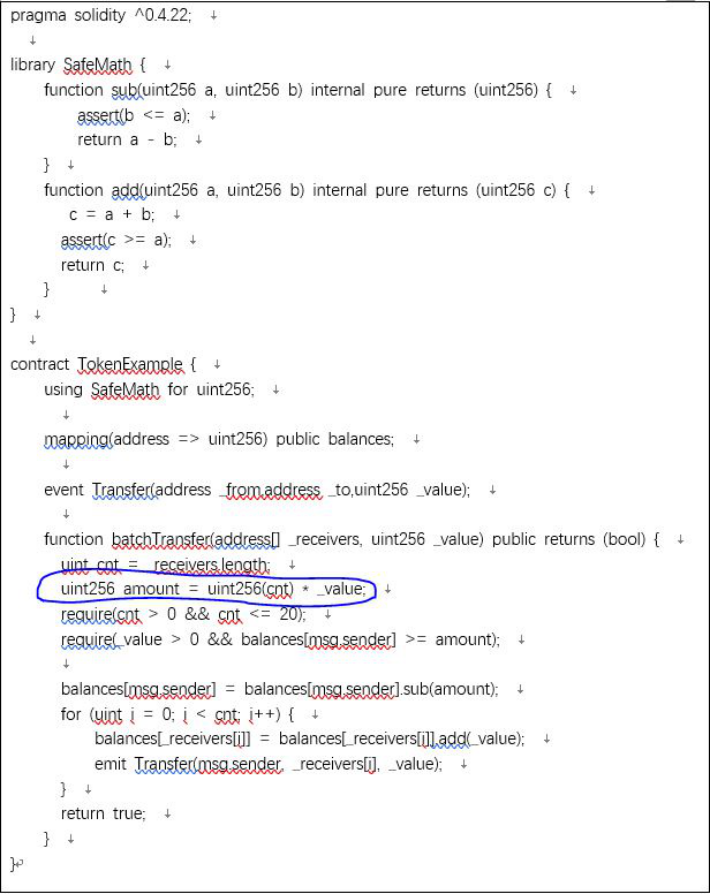 pragma solidity ^0.4.22; ↓
↓
library SafeMath { ↓
function sub(uint256 a, uint256 b) internal pure returns (uint256) { ↓
assert(b <= a); ↓
return a - b; ↓
} ↓
function add(uint256 a, uint256 b) internal pure returns (uint256 c) { ↓
c = a + b; ↓
assert(c >= a); ↓
return c; ↓
} ↓
} ↓
↓
contract TokenExample { ↓
using SafeMath for uint256; ↓
↓
mapping(address => uint256) public balances; ↓
↓
event Transfer(address _from,address _to,uint256 _value); ↓
↓
function batchTransfer(address[] _receivers, uint256 _value) public returns (bool) { ↓
uint cnt = _receivers.length; ↓
uint256 amount = uint256(cnt) * _value; ↓
require(cnt > 0 && cnt <= 20); ↓
require(_value > 0 && balances[msg.sender] >= amount); ↓
↓
balances[msg.sender] = balances[msg.sender].sub(amount); ↓
for (uint i = 0; i < cnt; i++) { ↓
balances[_receivers[i]] = balances[_receivers[i]].add(_value); ↓
emit Transfer(msg.sender, _receivers[i], _value); ↓
} ↓
return true; ↓
} ↓
}↵